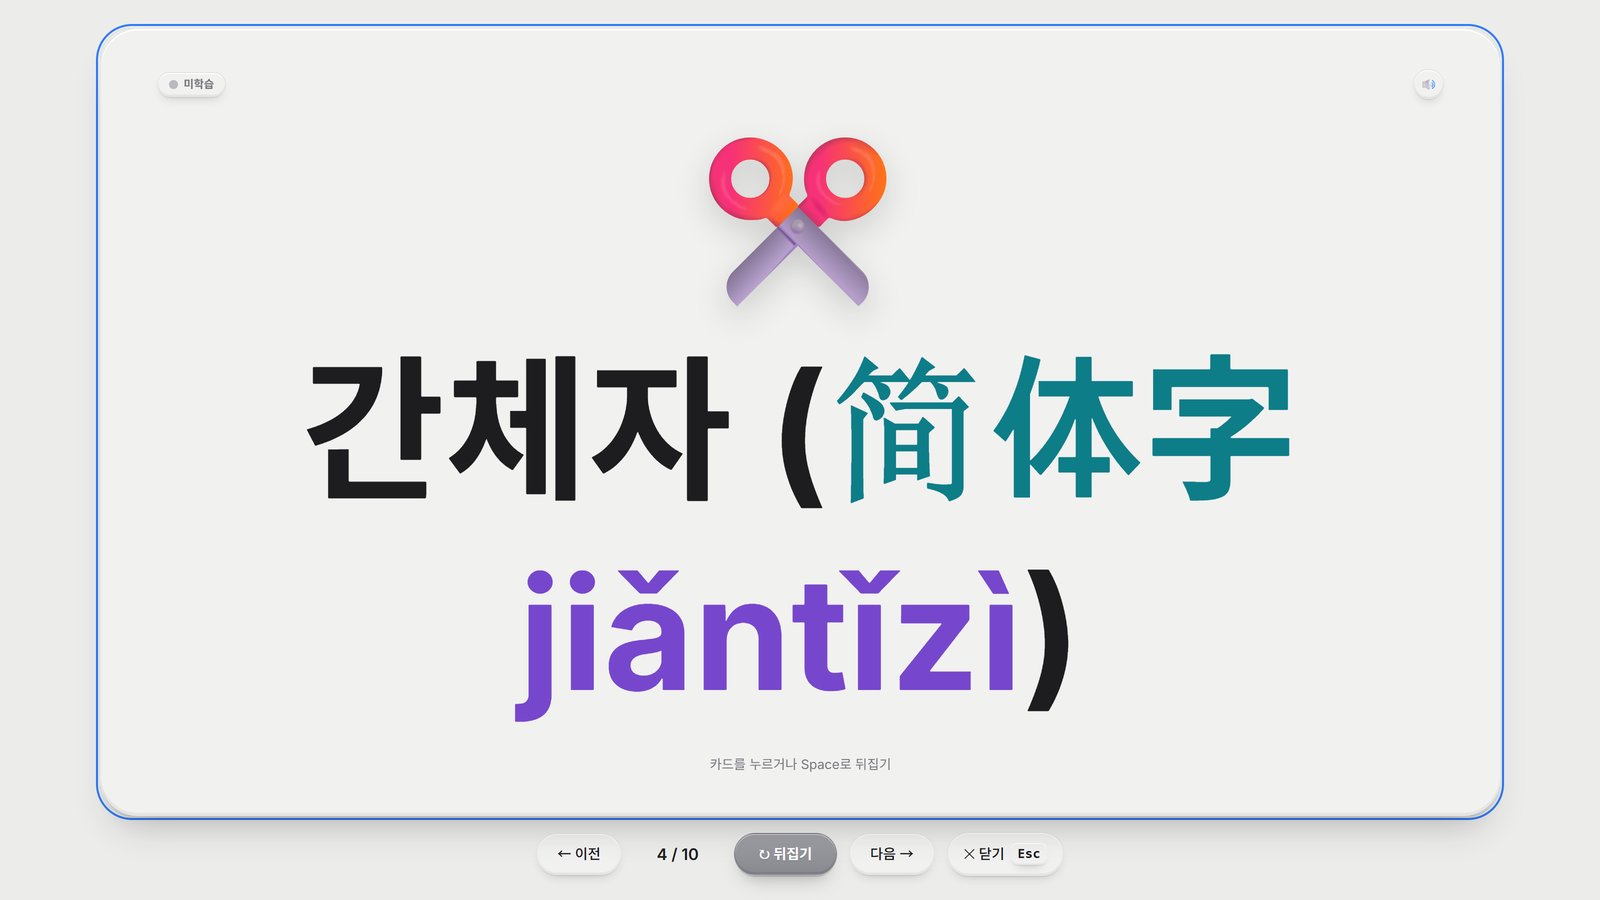 미학습
간체자 (简体字
jiǎntǐzì)
카드를 누르거나 Space로 뒤집기
← 이전 4 / 10 ↻ 뒤집기 다음 → × 닫기 Esc